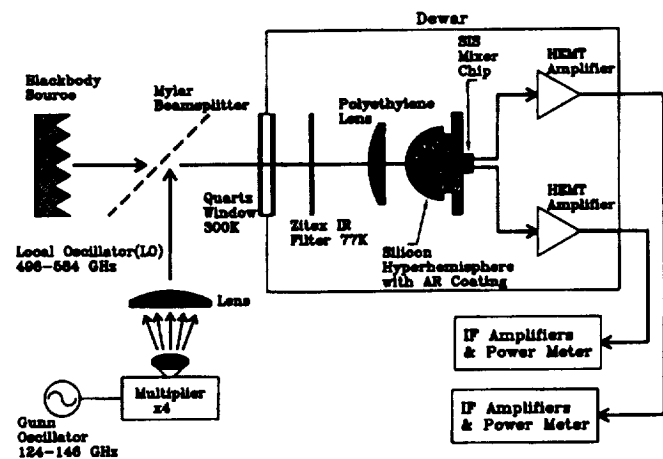 Dewar
SIS
Mixer
Chip
HEMT
Amplifier
Blackbody
Source
Mylar
Beamsplitter
Polyethylene
Lens
Quartz
Window
300K
Zitex IR
Filter 77K
HEMT
Amplifier
Silicon
Hyperhemisphere
with AR Coating
Local Oscillator(LO)
496-584 GHz
Lens
IF Amplifiers
& Power Meter
Multiplier
x4
IF Amplifiers
& Power Meter
Gunn
Oscillator
124-146 GHz